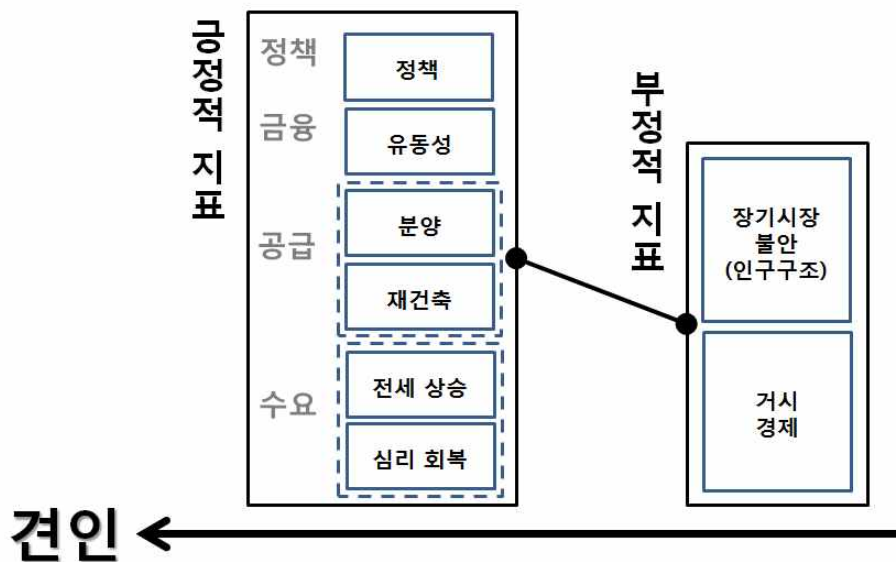 긍정적 지표
정책
정책
금융
유동성
공급
분양
재건축
수요
전세 상승
심리 회복
부정적 지표
장기시장
불안
(인구구조)
거시
경제
견인